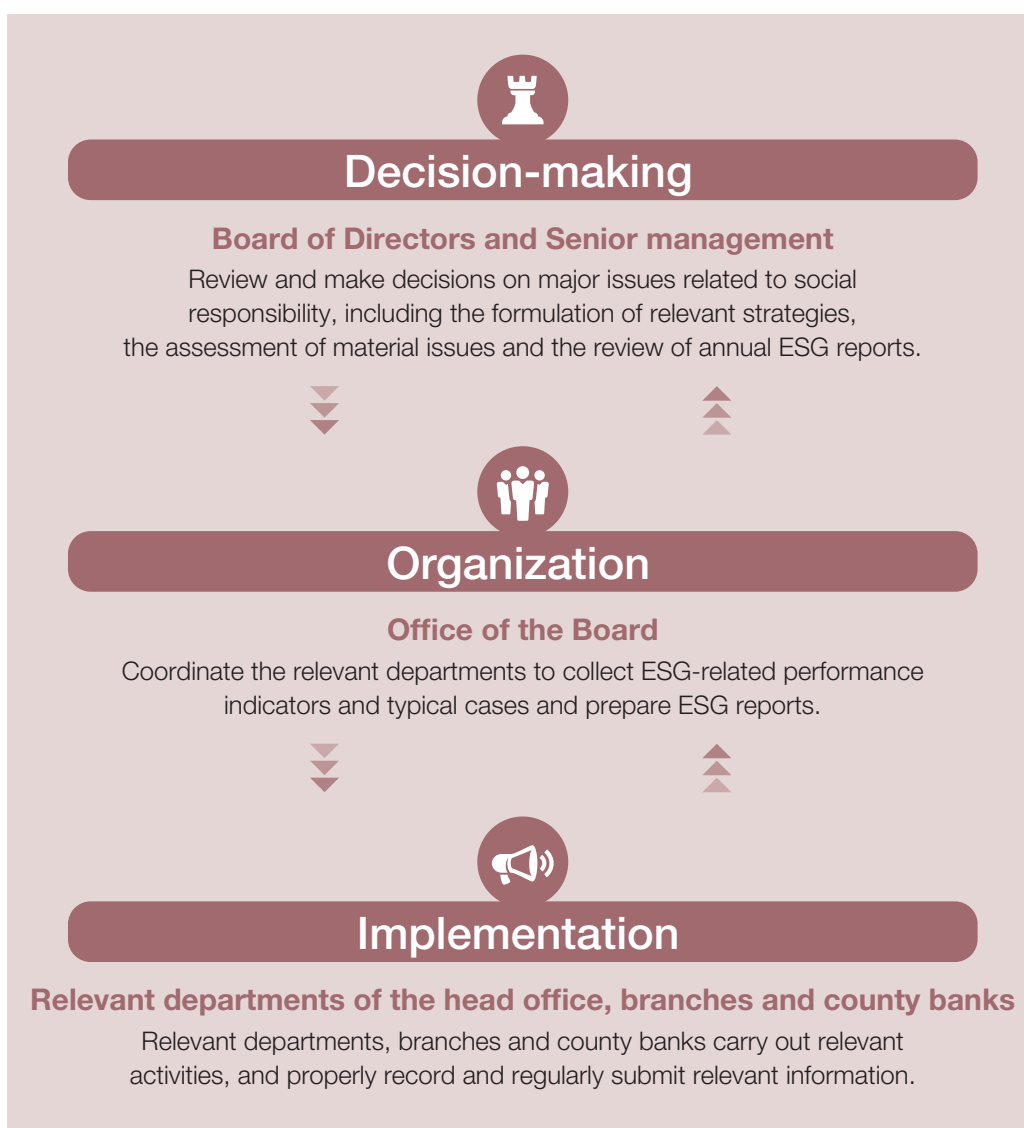 Decision-making
Board of Directors and Senior management
Review and make decisions on major issues related to social
responsibility, including the formulation of relevant strategies,
the assessment of material issues and the review of annual ESG reports.
Organization
Office of the Board
Coordinate the relevant departments to collect ESG-related performance
indicators and typical cases and prepare ESG reports.
Implementation
Relevant departments of the head office, branches and county banks
Relevant departments, branches and county banks carry out relevant
activities, and properly record and regularly submit relevant information.